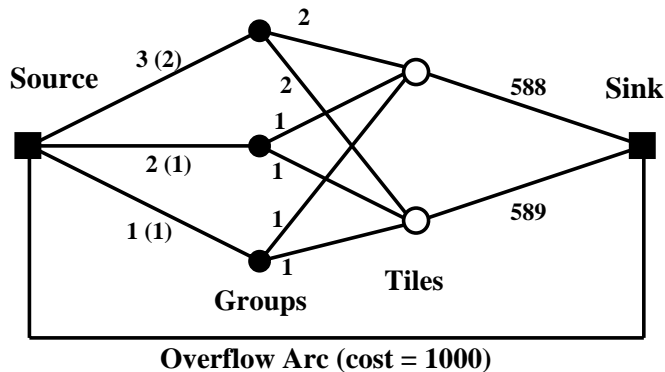 2
3 (2)
Source
2
588
Sink
1
2 (1)
1
1
589
1 (1)
1
Tiles
Groups
Overflow Arc (cost = 1000)